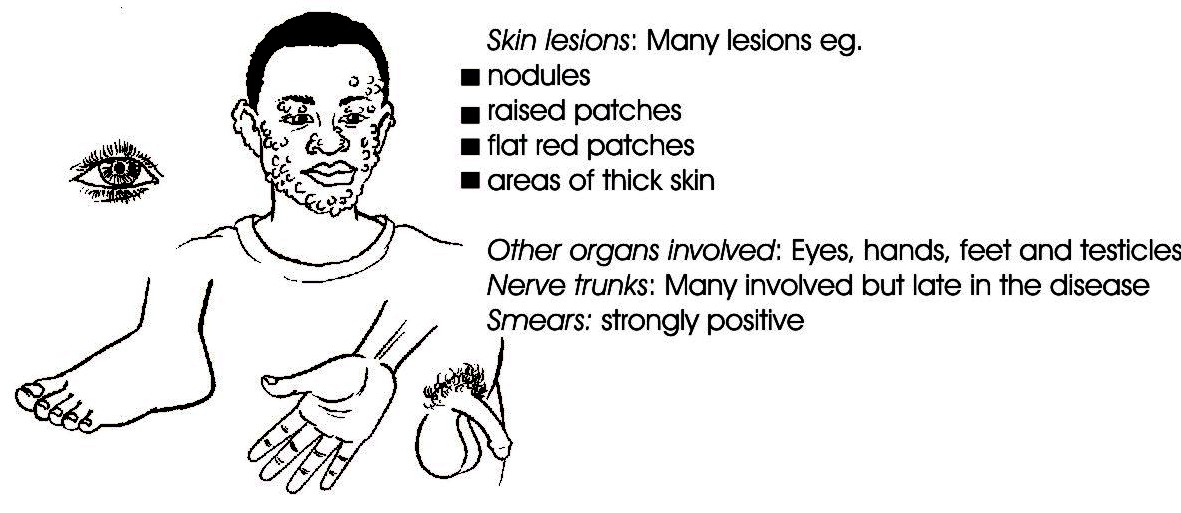 Skin lesions: Many lesions eg.
■ nodules
■ raised patches
■ flat red patches
■ areas of thick skin
Other organs involved: Eyes, hands, feet and testicles
Nerve trunks: Many involved but late in the disease
Smears: strongly positive